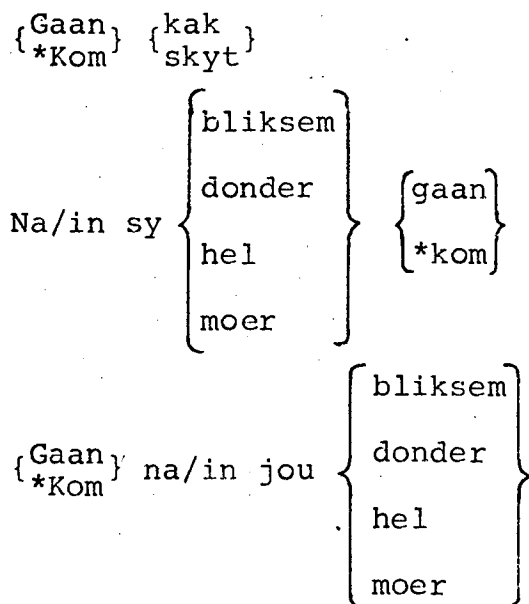 {Gaan {kak
*Kom} skyt}
bliksem
donder
Na/in sy { hel } {gaan
*kom}
moer
{Gaan
*Kom} na/in jou { bliksem
donder
hel
moer }